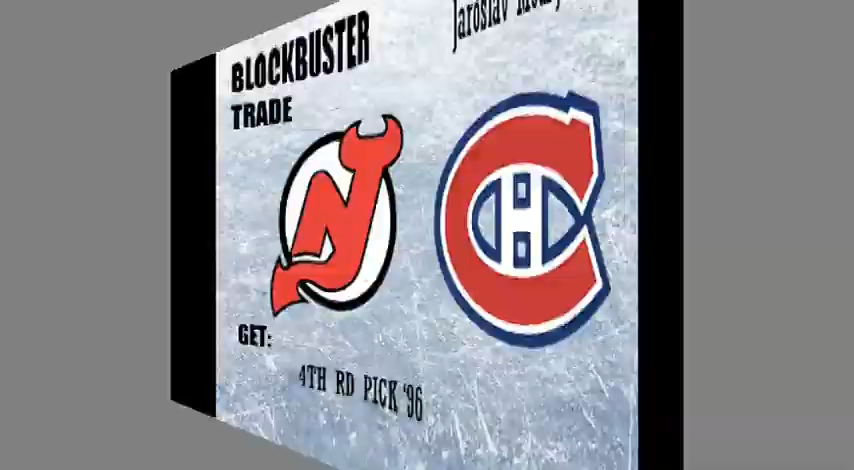 BLOCKBUSTER
TRADE
Jaroslav
GET:
4TH RD PICK '96